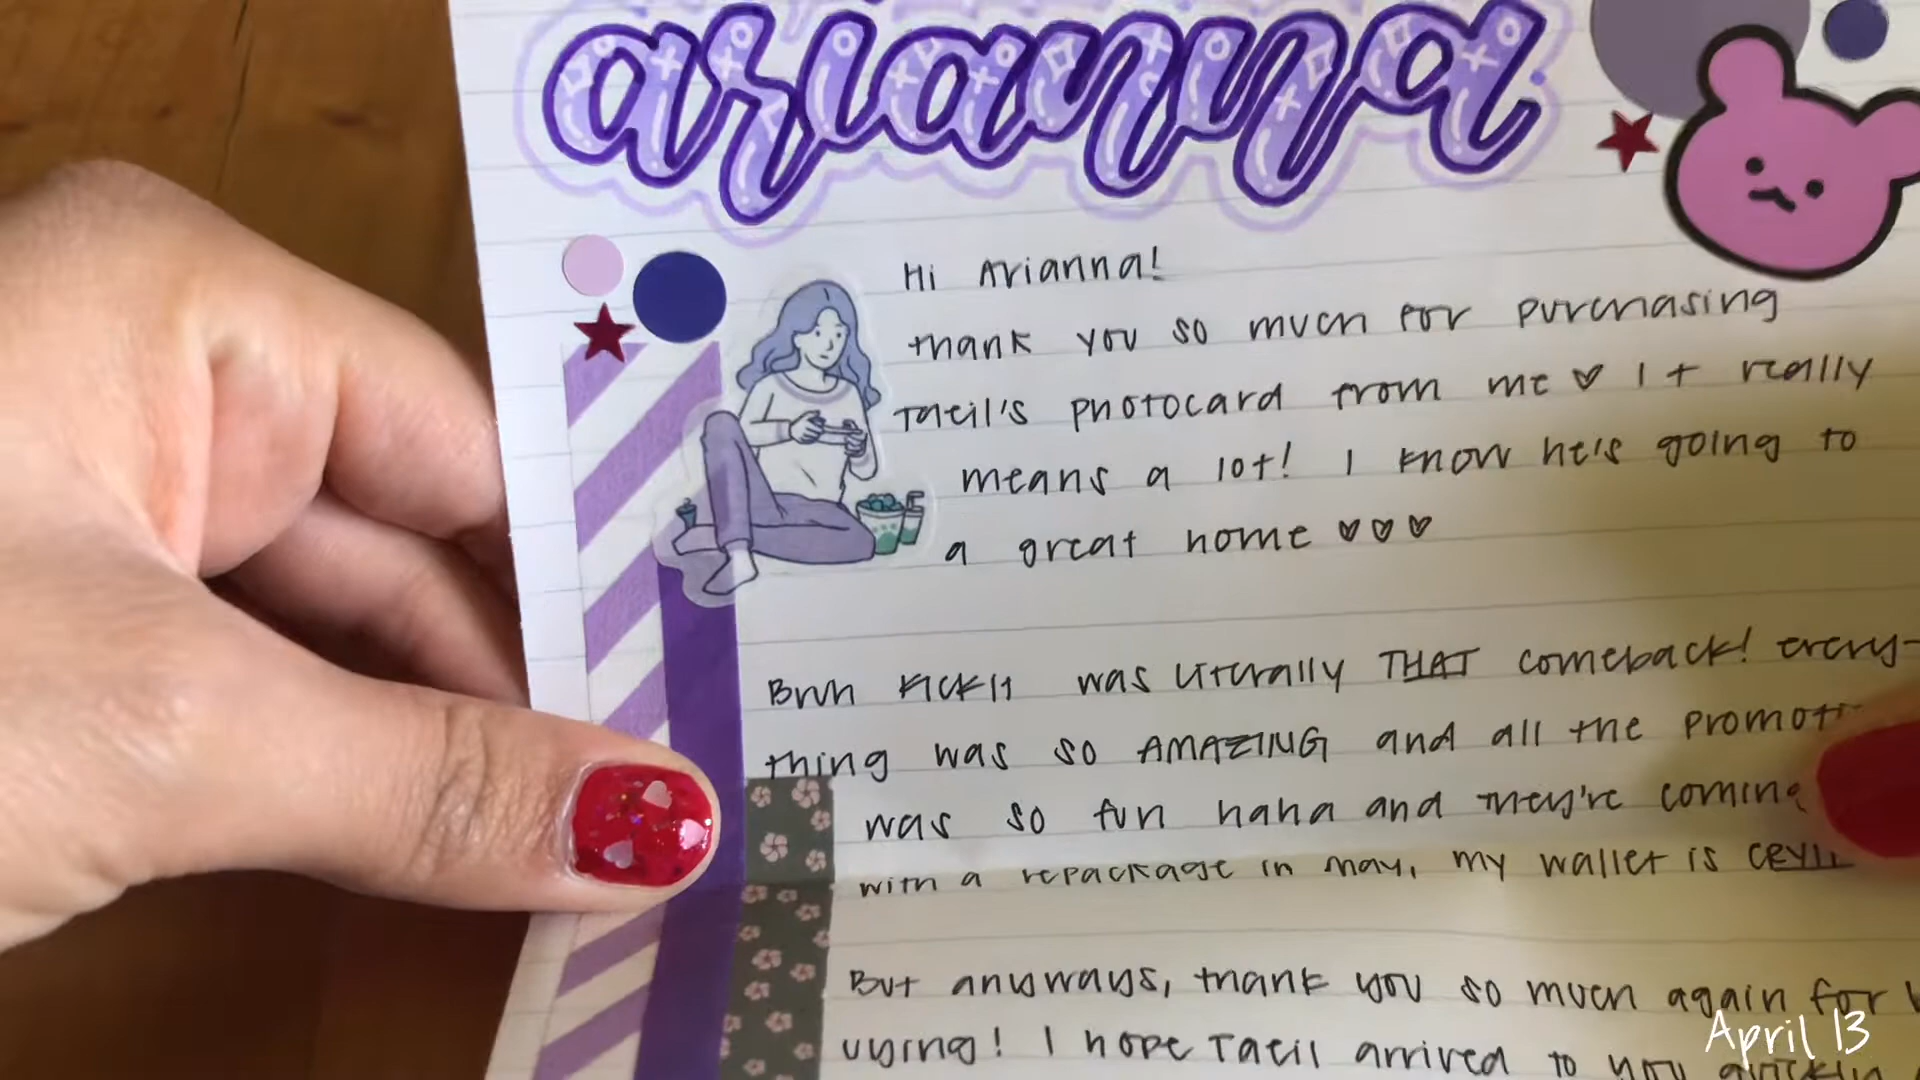 arianna
Hi Arianna!
thank you so much for purchasing
Taeil's photocard from me ♡ It really
means a lot! I know he's going to
a great home ♡♡♡
Bruh KICK IT was literally THAT comeback! every-
thing was so AMAZING and all the
was so fun haha and they're coming
with a repackage in may, my wallet is
But anyways, thank you so much again for
uying! I hope Taeil arrived to you quickly
April 13